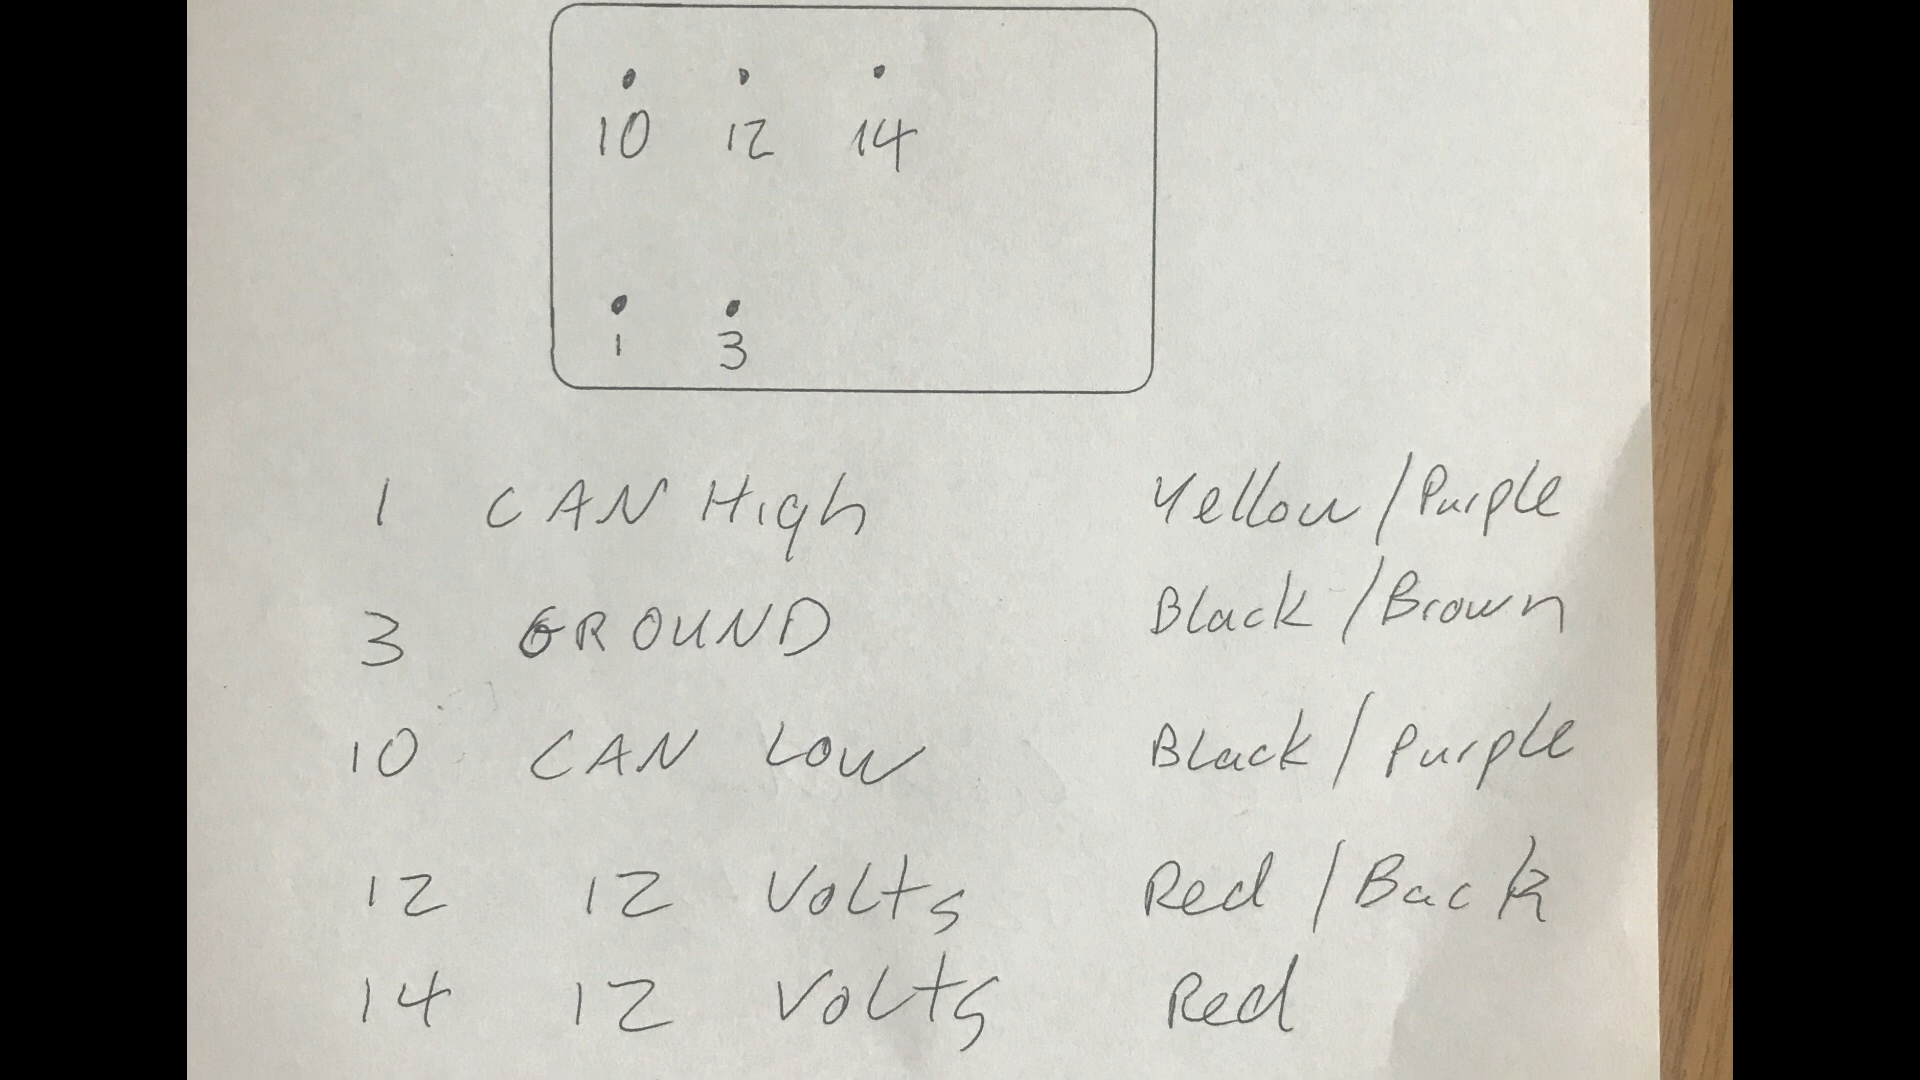 10 12 14
1 3
1 CAN High Yellow/Purple
3 GROUND Black/Brown
10 CAN Low Black/Purple
12 12 Volts Red/Back
14 12 Volts Red